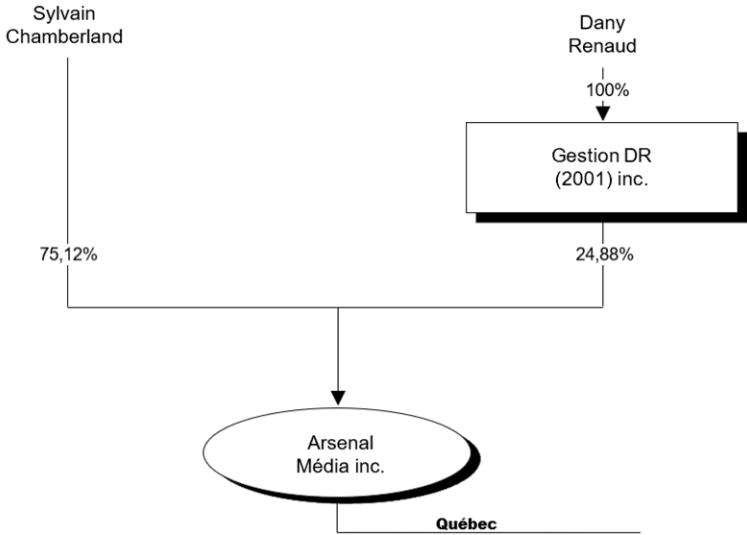 Sylvain
Chamberland
Dany
Renaud
100%
Gestion DR
(2001) inc.
75,12%
24,88%
Arsenal
Média inc.
Québec